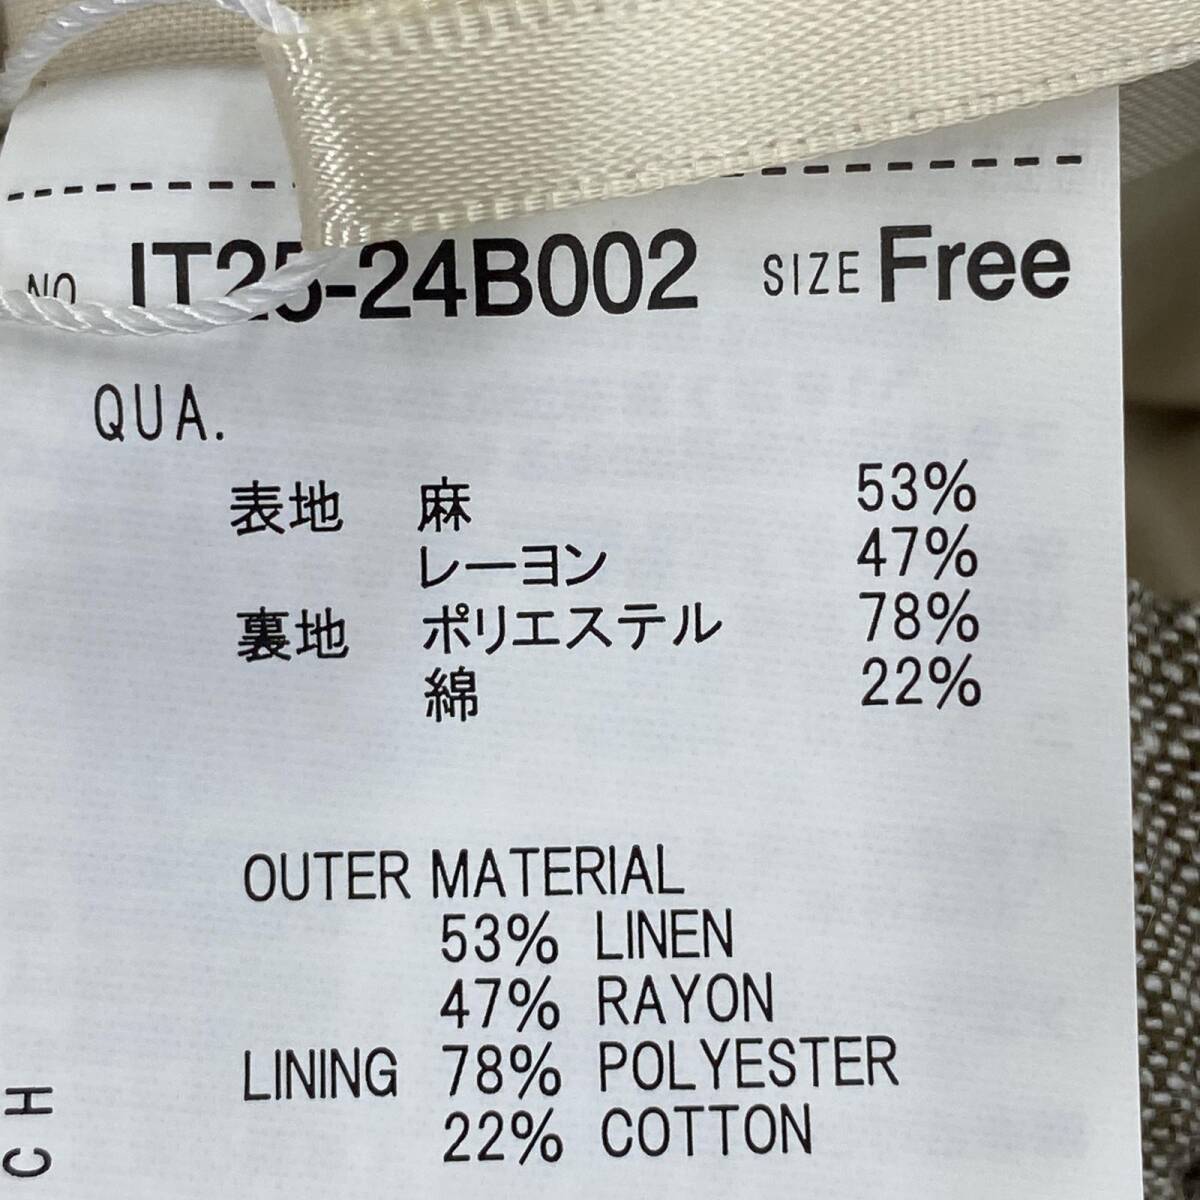 NO. IT25-24B002 SIZE Free
QUA.
表地 麻 53%
レーヨン 47%
裏地 ポリエステル 78%
綿 22%
OUTER MATERIAL
53% LINEN
47% RAYON
LINING 78% POLYESTER
22% COTTON
CH